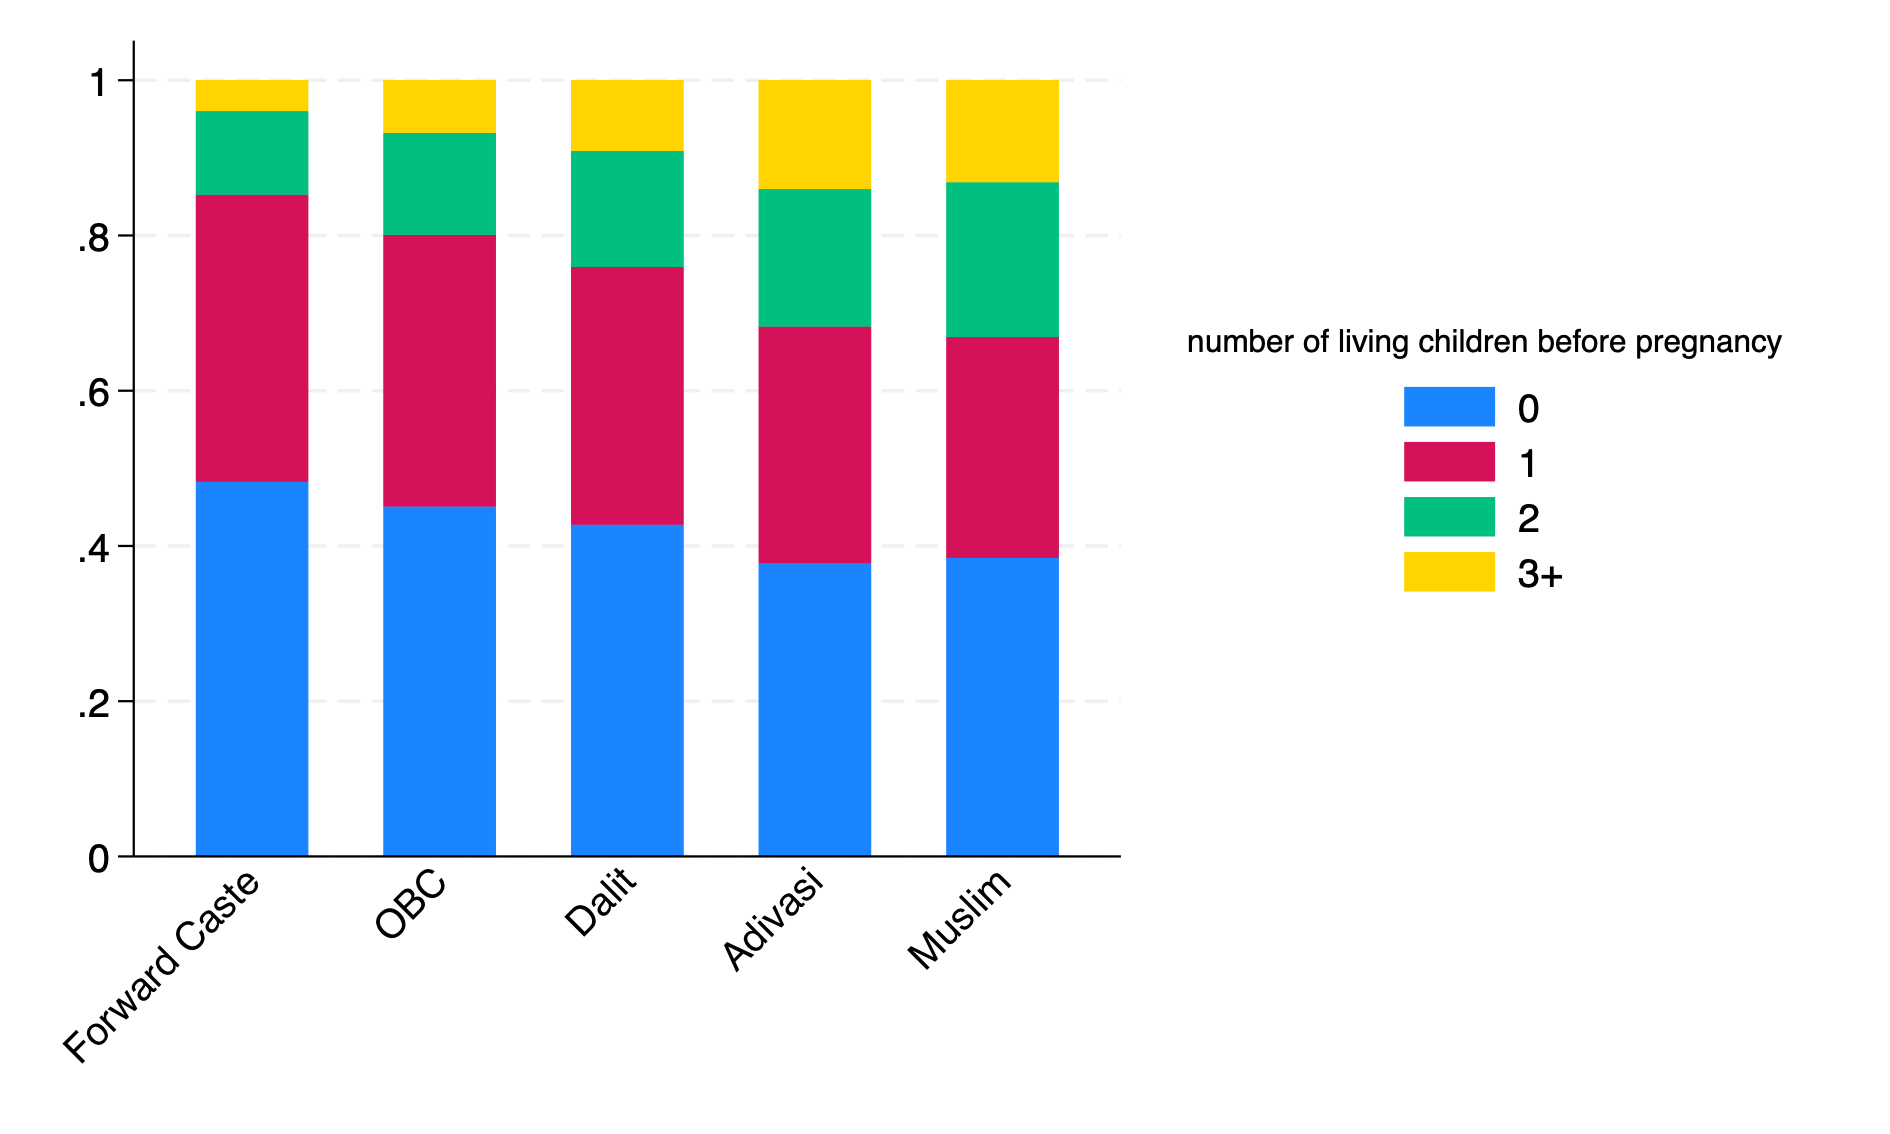 1
.8
.6
.4
.2
0
Forward Caste
OBC
Dalit
Adivasi
Muslim
number of living children before pregnancy
0
1
2
3+